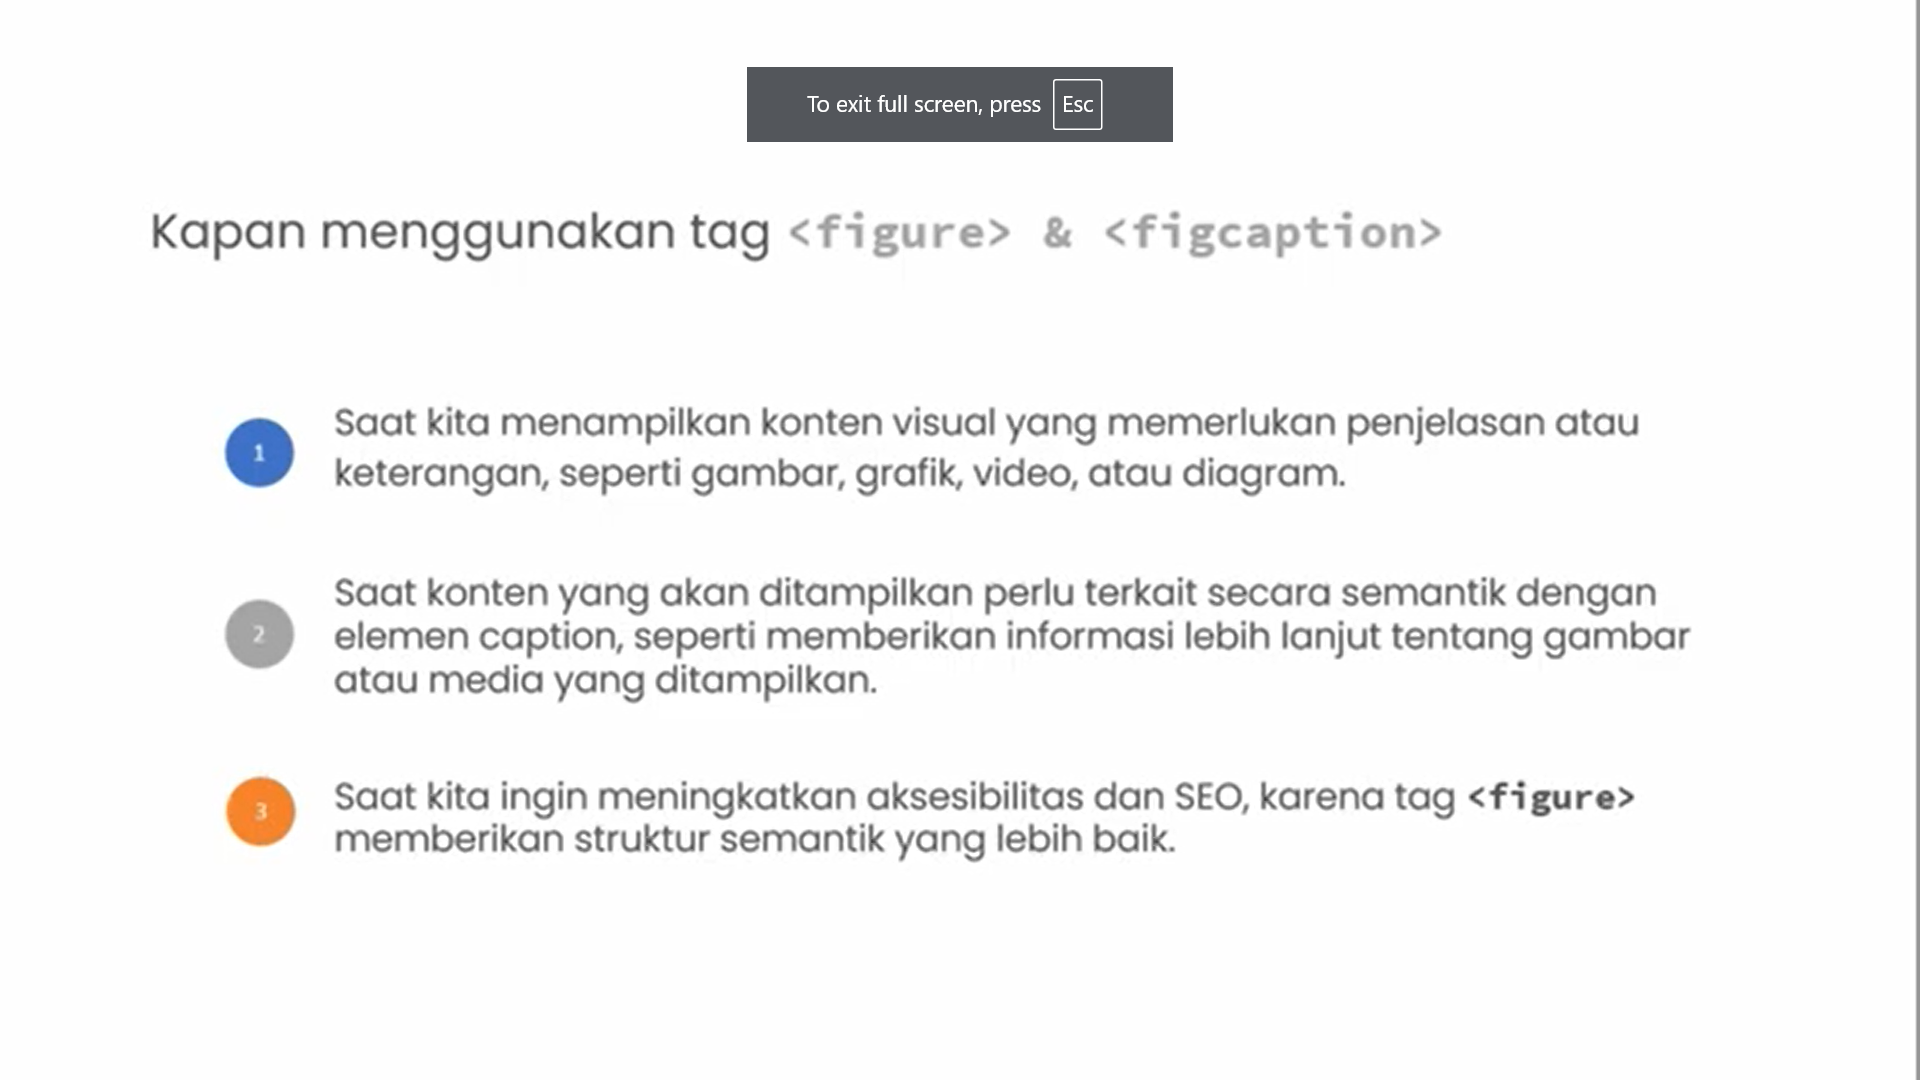 To exit full screen, press Esc
Kapan menggunakan tag <figure> & <figcaption>
1
Saat kita menampilkan konten visual yang memerlukan penjelasan atau
keterangan, seperti gambar, grafik, video, atau diagram.
2
Saat konten yang akan ditampilkan perlu terkait secara semantik dengan
elemen caption, seperti memberikan informasi lebih lanjut tentang gambar
atau media yang ditampilkan.
3
Saat kita ingin meningkatkan aksesibilitas dan SEO, karena tag <figure>
memberikan struktur semantik yang lebih baik.